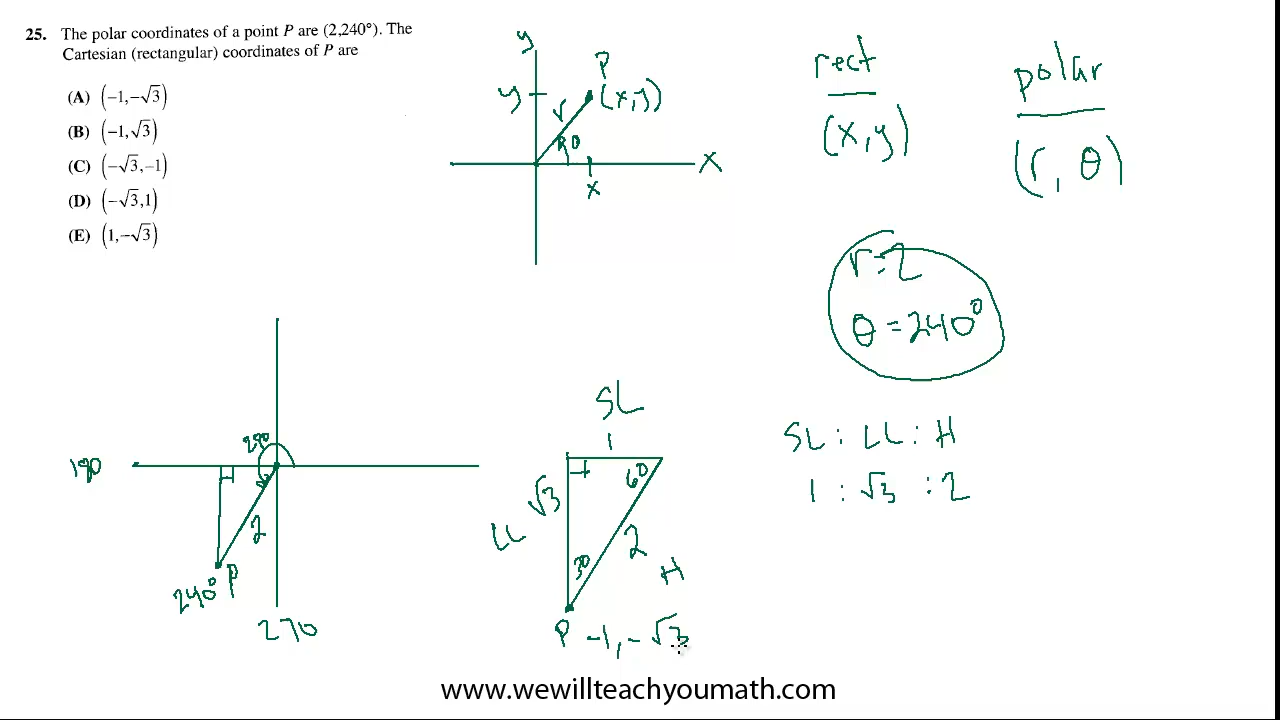 25. The polar coordinates of a point P are (2,240°). The
Cartesian (rectangular) coordinates of P are
(A) (−1,−√3)
(B) (−1,√3)
(C) (−√3,−1)
(D) (−√3,1)
(E) (1,−√3)
y
P
y
(x,y)
r
θ
x
x
rect
(x,y)
polar
(r, θ)
r=2
θ=240°
SL : LL : H
1 : √3 : 2
180
240
2
240° P
270
SL
1
60
√3
LL
2
30
H
P -1, -√3
www.wewillteachyoumath.com